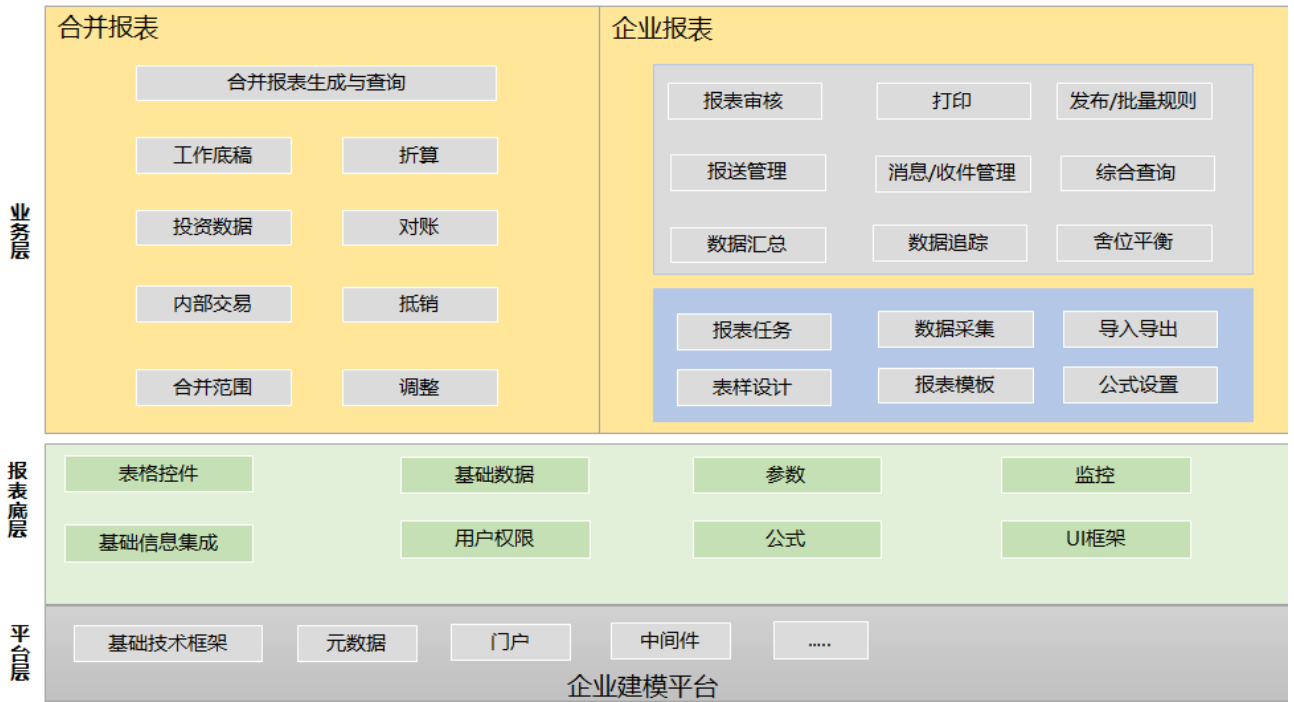 合并报表
合并报表生成与查询
工作底稿
折算
投资数据
对账
内部交易
抵销
合并范围
调整
企业报表
报表审核
打印
发布/批量规则
报送管理
消息/收件管理
综合查询
数据汇总
数据追踪
舍位平衡
报表任务
数据采集
导入导出
表样设计
报表模板
公式设置
业务层
表格控件
基础数据
参数
监控
基础信息集成
用户权限
公式
UI框架
报表底层
基础技术框架
元数据
门户
中间件
.....
企业建模平台
平台层